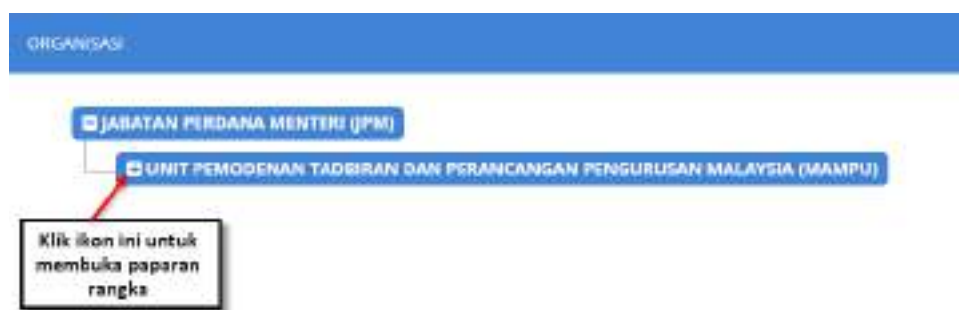 ORGANISASI
JABATAN PERDANA MENTERI (JPM)
UNIT PEMODENAN TADBIRAN DAN PERANCANGAN PENGURUSAN MALAYSIA (MAMPU)
Klik ikon ini untuk
membuka paparan
rangka